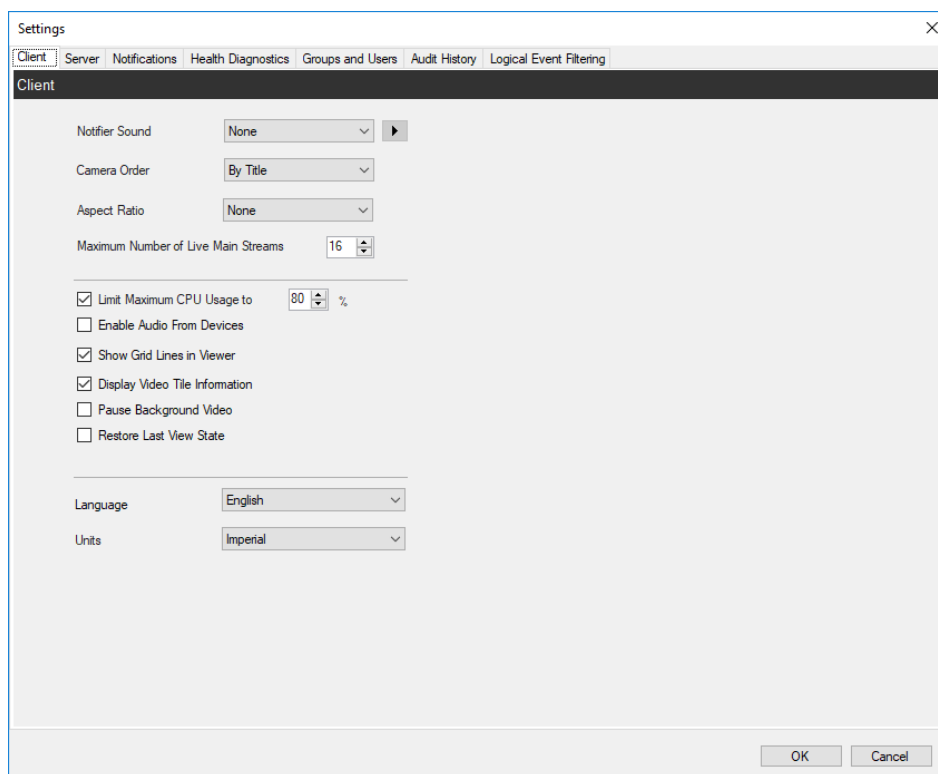 Settings
Client Server Notifications Health Diagnostics Groups and Users Audit History Logical Event Filtering
Client
Notifier Sound None
Camera Order By Title
Aspect Ratio None
Maximum Number of Live Main Streams 16
Limit Maximum CPU Usage to 80 %
Enable Audio From Devices
Show Grid Lines in Viewer
Display Video Tile Information
Pause Background Video
Restore Last View State
Language English
Units Imperial
OK Cancel